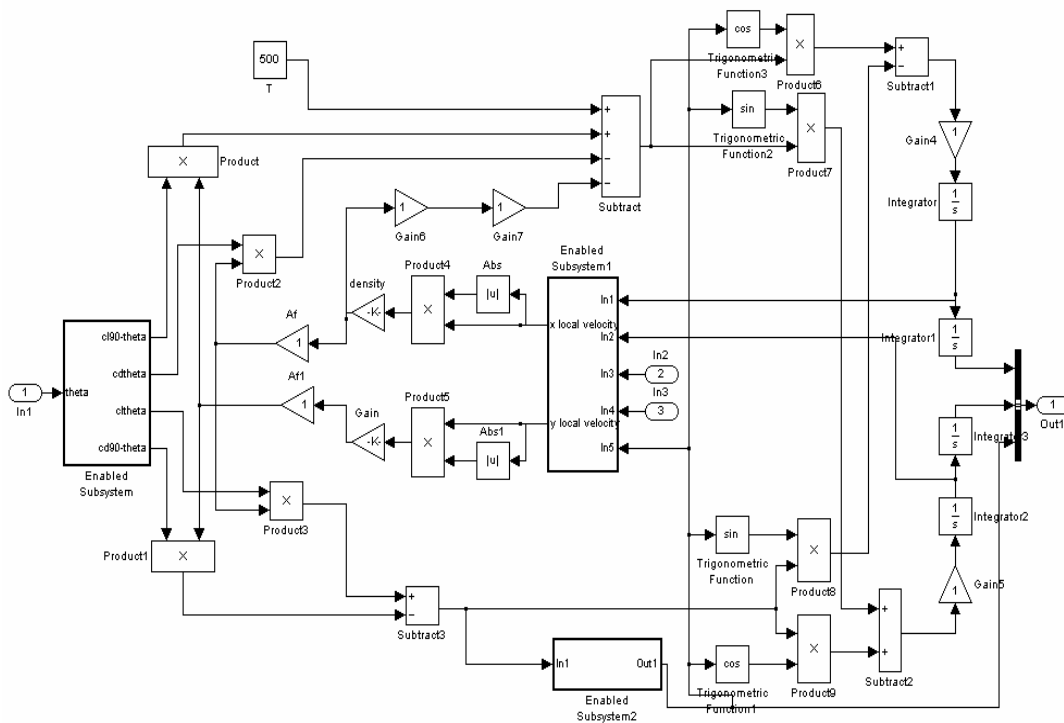 500
T
cos
Trigonometric
Function3
×
Product6
+
−
Subtract1
sin
Trigonometric
Function2
×
Product7
1
Gain4
×
Product
+
+
−
−
Subtract
1
s
Integrator
1
Gain6
1
Gain7
×
Product2
Enabled
Subsystem1
In1
x local velocity
In2
In3
In4
y local velocity
In5
Product4
×
Abs
|u|
density
-K-
Af
1
1
s
Integrator1
cl90-theta
cdtheta
theta
cltheta
cd90-theta
Enabled
Subsystem
1
In1
In2
2
In3
3
Af1
1
Gain
-K-
Product5
×
Abs1
|u|
1
Out1
1
s
Integrator3
×
Product3
1
s
Integrator2
Product1
×
sin
Trigonometric
Function
×
Product8
1
Gain5
+
−
Subtract3
+
+
Subtract2
cos
Trigonometric
Function1
×
Product9
In1
Out1
Enabled
Subsystem2